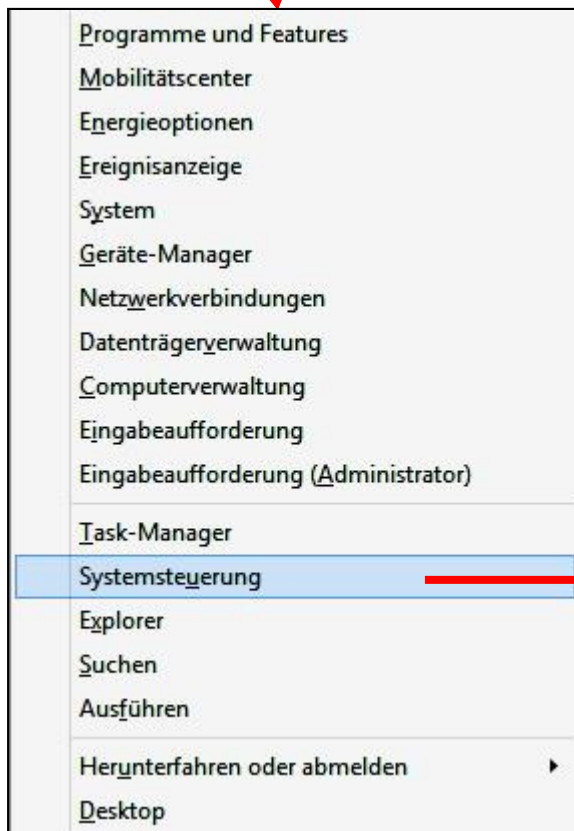 Programme und Features
Mobilitätscenter
Energieoptionen
Ereignisanzeige
System
Geräte-Manager
Netzwerkverbindungen
Datenträgerverwaltung
Computerverwaltung
Eingabeaufforderung
Eingabeaufforderung (Administrator)
Task-Manager
Systemsteuerung
Explorer
Suchen
Ausführen
Herunterfahren oder abmelden
Desktop